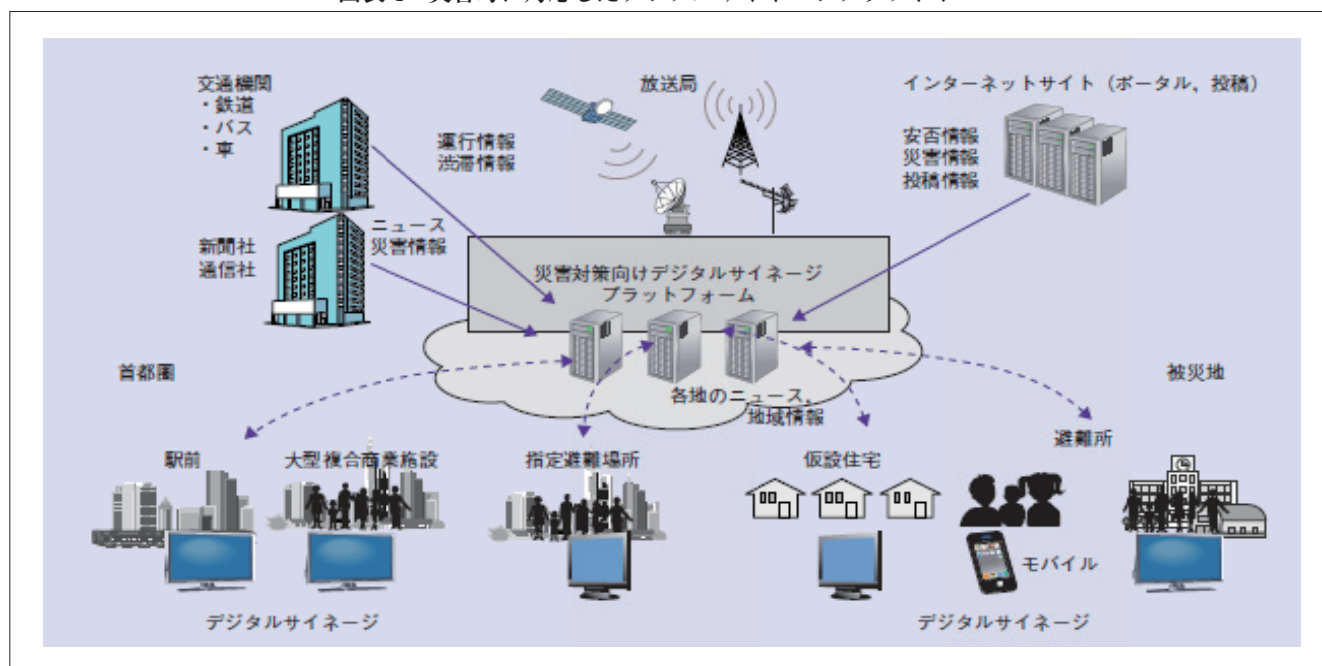 交通機関
・鉄道
・バス
・車
運行情報
渋滞情報
放送局
インターネットサイト（ポータル，投稿）
安否情報
災害情報
投稿情報
新聞社
通信社
ニュース
災害情報
災害対策向けデジタルサイネージ
プラットフォーム
各地のニュース，
地域情報
首都圏
被災地
駅前
大型複合商業施設
指定避難場所
仮設住宅
避難所
モバイル
デジタルサイネージ
デジタルサイネージ